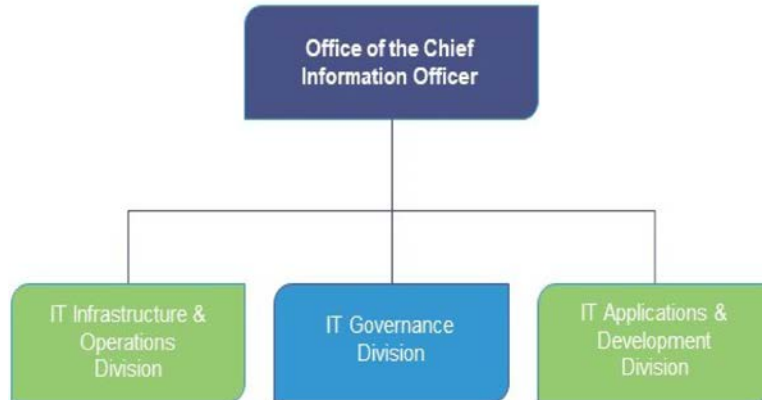 Office of the Chief
Information Officer
IT Infrastructure &
Operations
Division
IT Governance
Division
IT Applications &
Development
Division